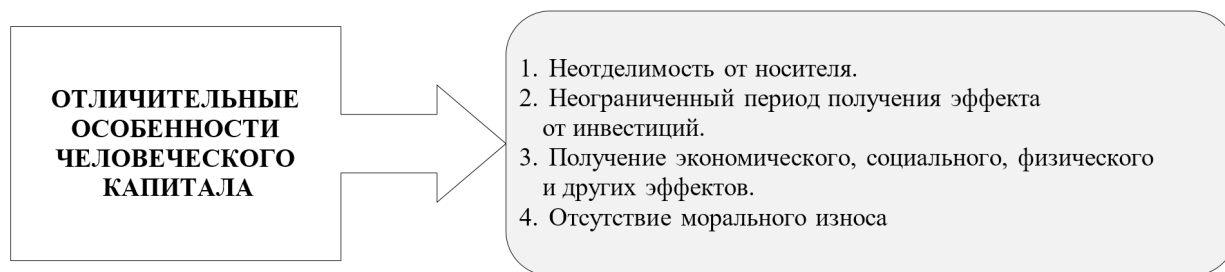 ОТЛИЧИТЕЛЬНЫЕ
ОСОБЕННОСТИ
ЧЕЛОВЕЧЕСКОГО
КАПИТАЛА
1. Неотделимость от носителя.
2. Неограниченный период получения эффекта
от инвестиций.
3. Получение экономического, социального, физического
и других эффектов.
4. Отсутствие морального износа